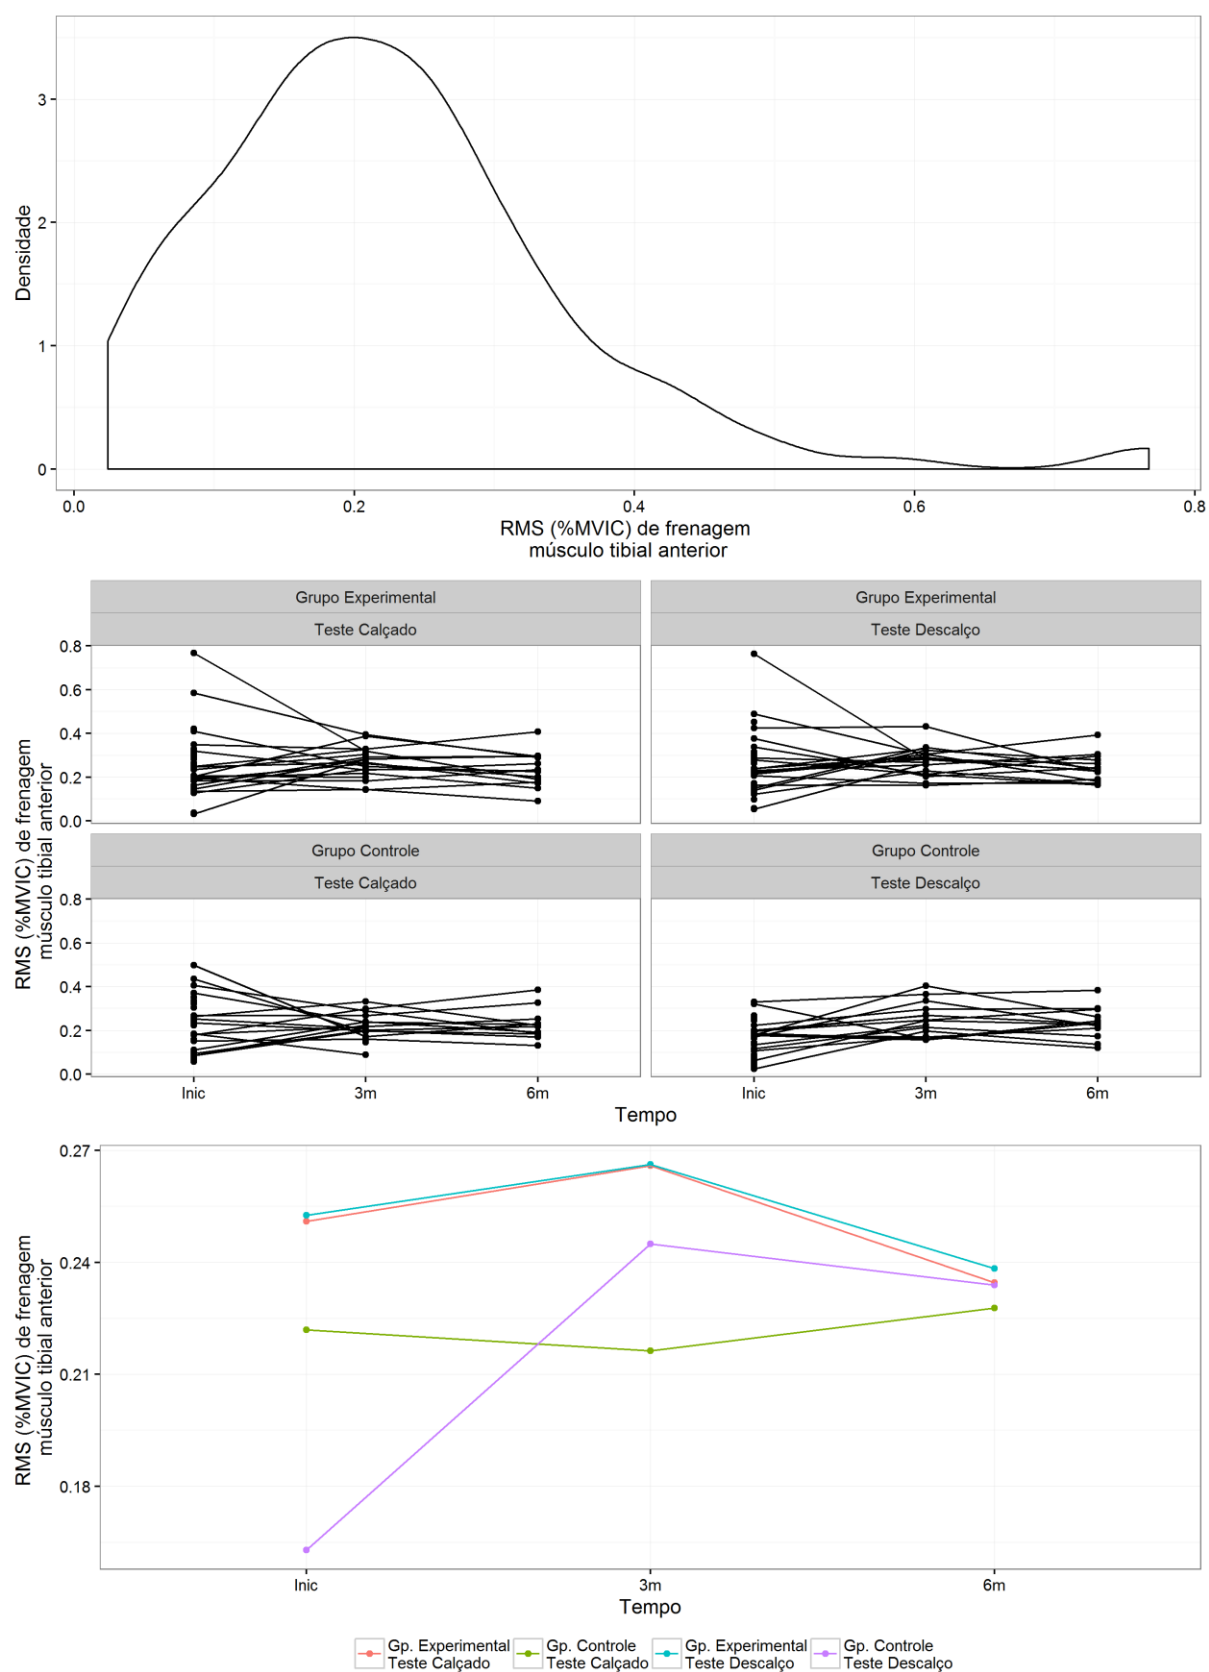 3
2
1
0
Densidade
0.0
0.2
0.4
0.6
0.8
RMS (%MVIC) de frenagem
músculo tibial anterior
Grupo Experimental
Teste Calçado
Grupo Experimental
Teste Descalço
0.8
0.6
0.4
0.2
0.0
Grupo Controle
Teste Calçado
Grupo Controle
Teste Descalço
0.8
0.6
0.4
0.2
0.0
RMS (%MVIC) de frenagem
músculo tibial anterior
Inic
3m
6m
Inic
3m
6m
Tempo
0.27
0.24
0.21
0.18
RMS (%MVIC) de frenagem
músculo tibial anterior
Inic
3m
6m
Tempo
Gp. Experimental
Teste Calçado
Gp. Controle
Teste Calçado
Gp. Experimental
Teste Descalço
Gp. Controle
Teste Descalço